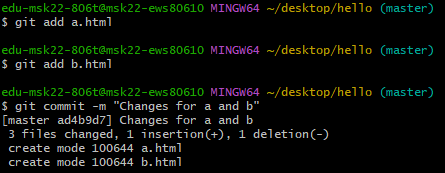 edu-msk22-806t@msk22-ews80610 MINGW64 ~/desktop/hello (master)
$ git add a.html
edu-msk22-806t@msk22-ews80610 MINGW64 ~/desktop/hello (master)
$ git add b.html
edu-msk22-806t@msk22-ews80610 MINGW64 ~/desktop/hello (master)
$ git commit -m "Changes for a and b"
[master ad4b9d7] Changes for a and b
3 files changed, 1 insertion(+), 1 deletion(-)
create mode 100644 a.html
create mode 100644 b.html